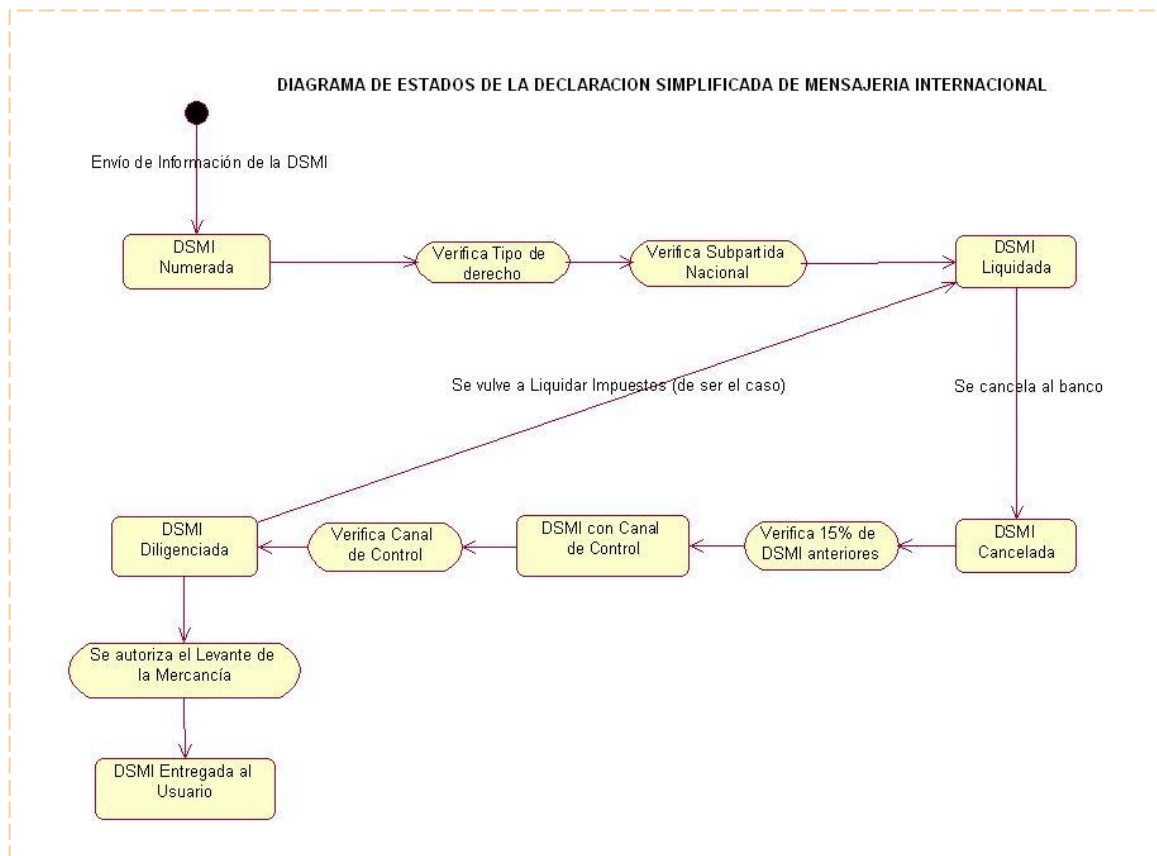 DIAGRAMA DE ESTADOS DE LA DECLARACION SIMPLIFICADA DE MENSAJERIA INTERNACIONAL
Envío de Información de la DSMI
DSMI
Numerada
Verifica Tipo de
derecho
Verifica Subpartida
Nacional
DSMI
Liquidada
Se vulve a Liquidar Impuestos (de ser el caso)
Se cancela al banco
DSMI
Diligenciada
Verifica Canal
de Control
DSMI con Canal
de Control
Verifica 15% de
DSMI anteriores
DSMI
Cancelada
Se autoriza el Levante de
la Mercancía
DSMI Entregada al
Usuario